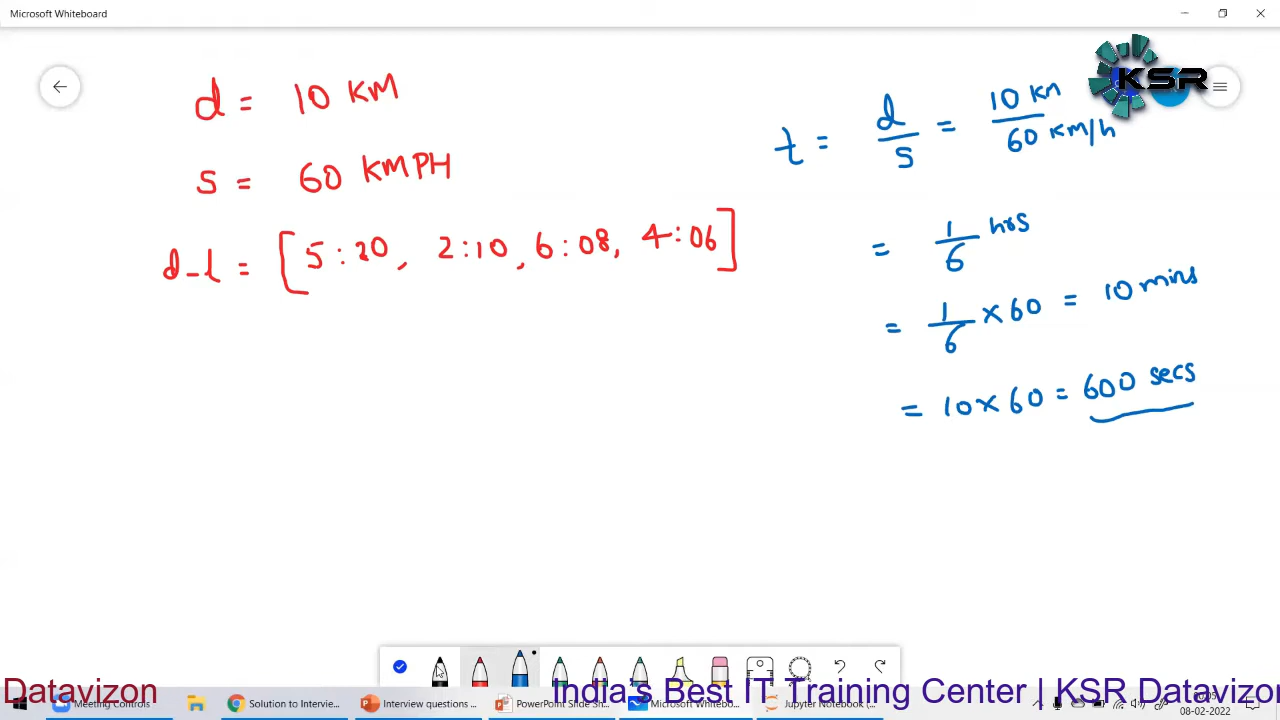 Microsoft Whiteboard
KSR
d = 10 KM
s = 60 KMPH
d-l = [5:20, 2:10, 6:08, 4:06]
t = d/s = 10 km/60 km/h
= 1/6 hrs
= 1/6 × 60 = 10 mins
= 10 × 60 = 600 secs
Datavizon
India's Best IT Training Center | KSR Datavizon
Meeting Controls
Solution to Intervie...
Interview questions ...
PowerPoint Slide Sh...
Microsoft Whitebo...
Jupyter Notebook (...
08-02-2022